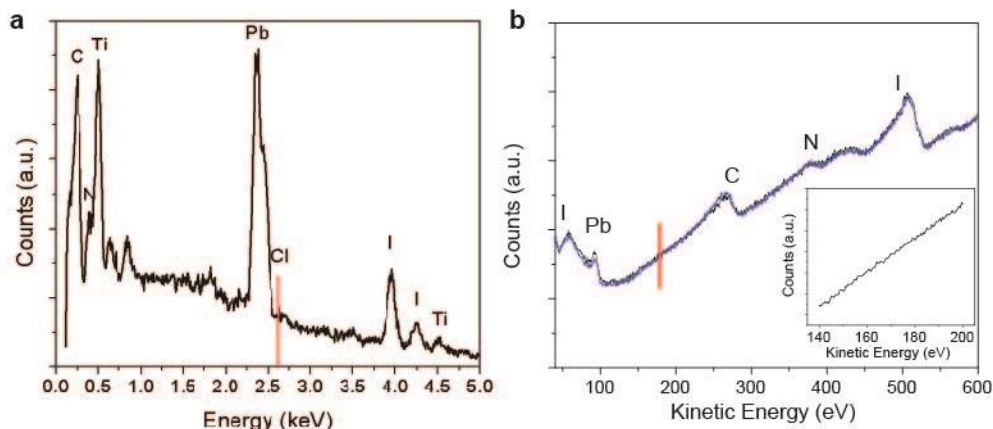 a
C
Ti
N
Pb
Cl
I
I
Ti
Counts (a.u.)
0.0 0.5 1.0 1.5 2.0 2.5 3.0 3.5 4.0 4.5 5.0
Energy (keV)
b
I
Pb
C
N
I
Counts (a.u.)
100 200 300 400 500 600
Kinetic Energy (eV)
Counts (a.u.)
140 160 180 200
Kinetic Energy (eV)